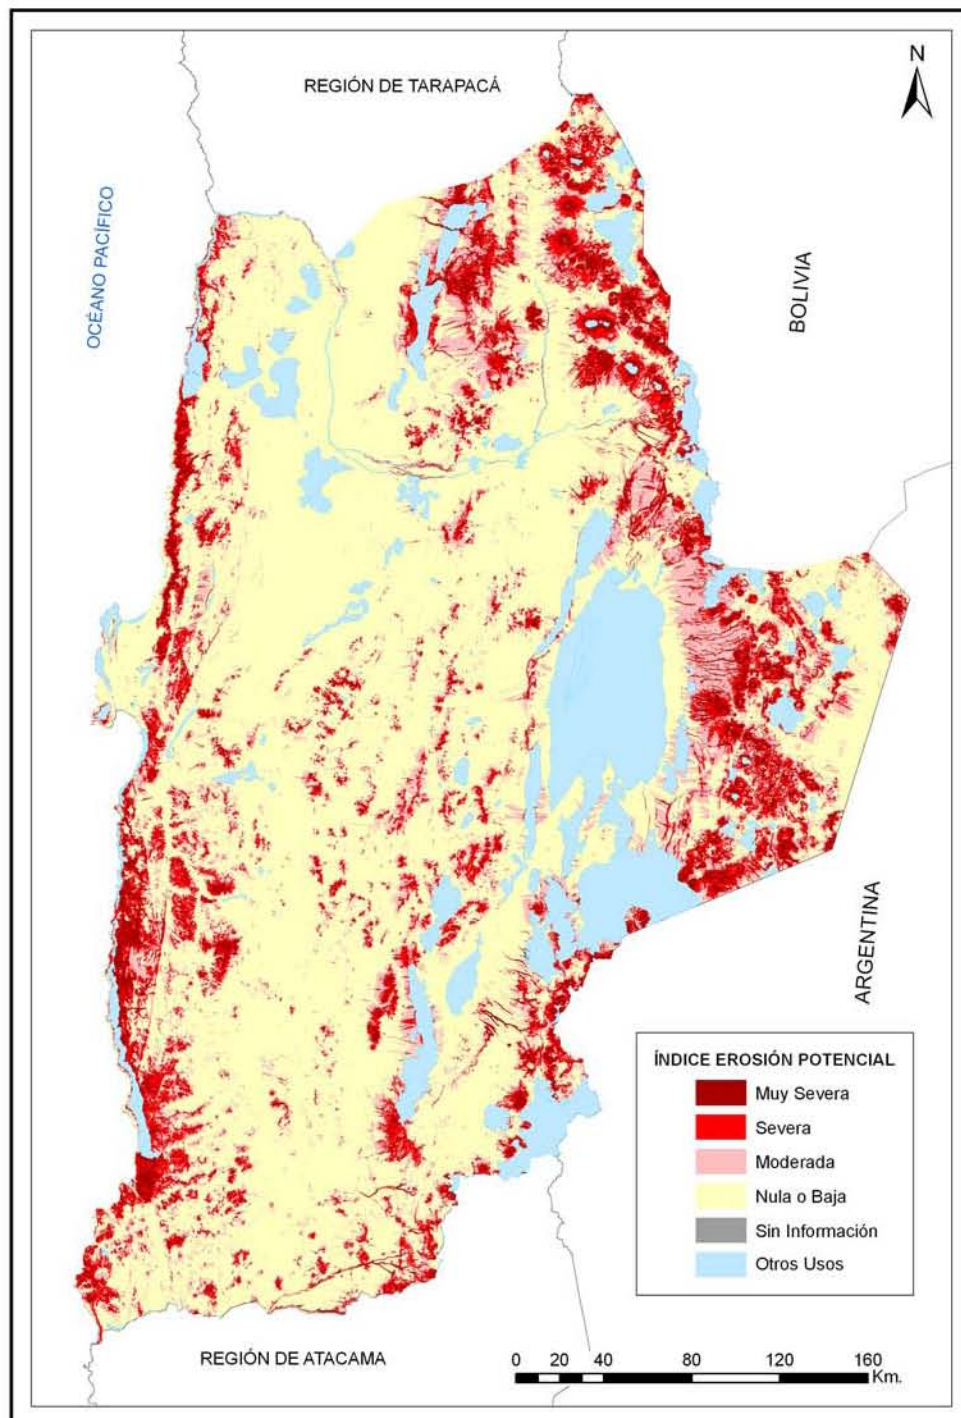 REGIÓN DE TARAPACÁ
N
OCÉANO PACÍFICO
BOLIVIA
ARGENTINA
ÍNDICE EROSIÓN POTENCIAL
Muy Severa
Severa
Moderada
Nula o Baja
Sin Información
Otros Usos
REGIÓN DE ATACAMA
0 20 40 80 120 160
Km.